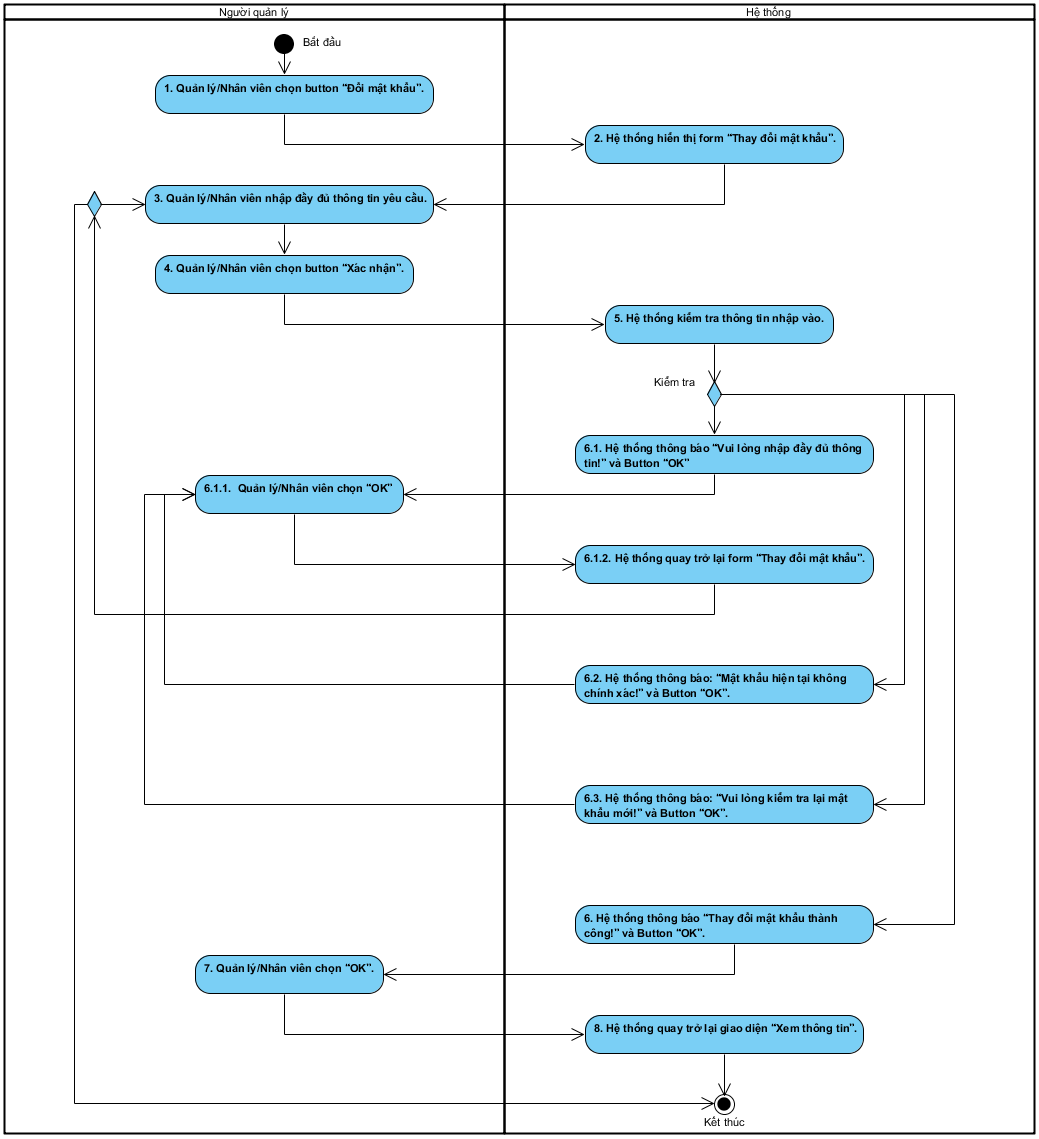 Người quản lý
Hệ thống
Bắt đầu
1. Quản lý/Nhân viên chọn button “Đổi mật khẩu”.
2. Hệ thống hiển thị form “Thay đổi mật khẩu”.
3. Quản lý/Nhân viên nhập đầy đủ thông tin yêu cầu.
4. Quản lý/Nhân viên chọn button “Xác nhận”.
5. Hệ thống kiểm tra thông tin nhập vào.
Kiểm tra
6.1. Hệ thống thông báo “Vui lòng nhập đầy đủ thông
tin!” và Button “OK”
6.1.1. Quản lý/Nhân viên chọn “OK”
6.1.2. Hệ thống quay trở lại form “Thay đổi mật khẩu”.
6.2. Hệ thống thông báo: “Mật khẩu hiện tại không
chính xác!” và Button “OK”.
6.3. Hệ thống thông báo: “Vui lòng kiểm tra lại mật
khẩu mới!” và Button “OK”.
6. Hệ thống thông báo “Thay đổi mật khẩu thành
công!” và Button “OK”.
7. Quản lý/Nhân viên chọn “OK”.
8. Hệ thống quay trở lại giao diện “Xem thông tin”.
Kết thúc